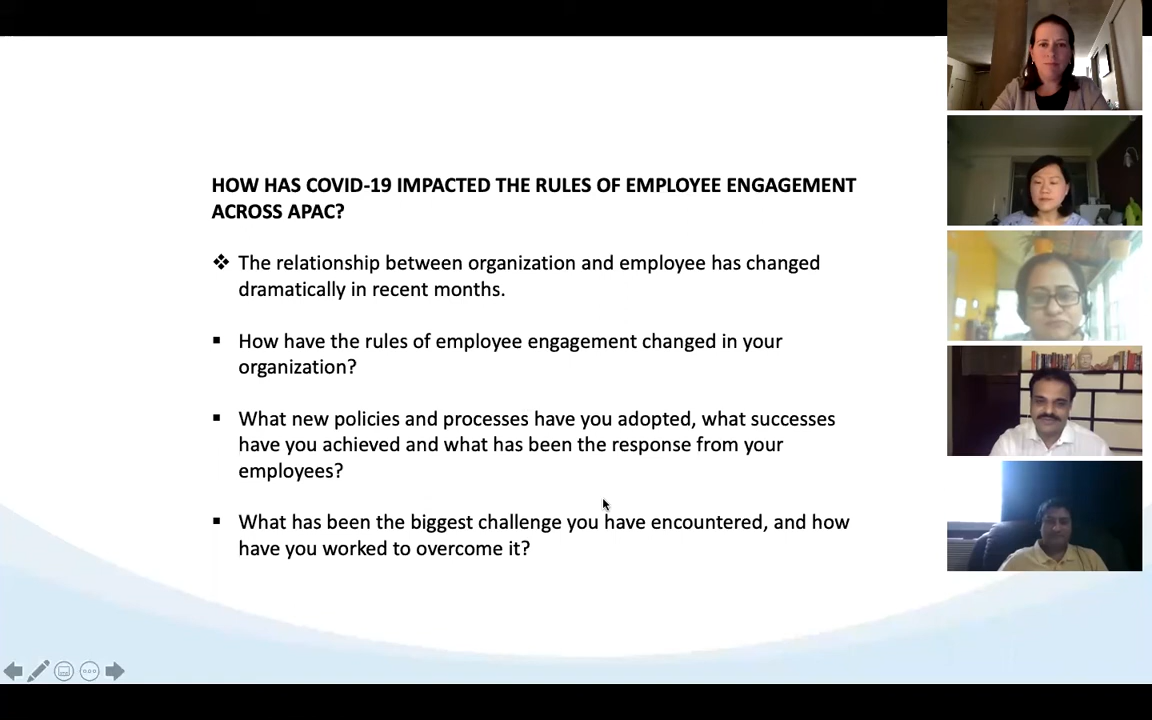 HOW HAS COVID-19 IMPACTED THE RULES OF EMPLOYEE ENGAGEMENT
ACROSS APAC?
❖ The relationship between organization and employee has changed
dramatically in recent months.
▪ How have the rules of employee engagement changed in your
organization?
▪ What new policies and processes have you adopted, what successes
have you achieved and what has been the response from your
employees?
▪ What has been the biggest challenge you have encountered, and how
have you worked to overcome it?